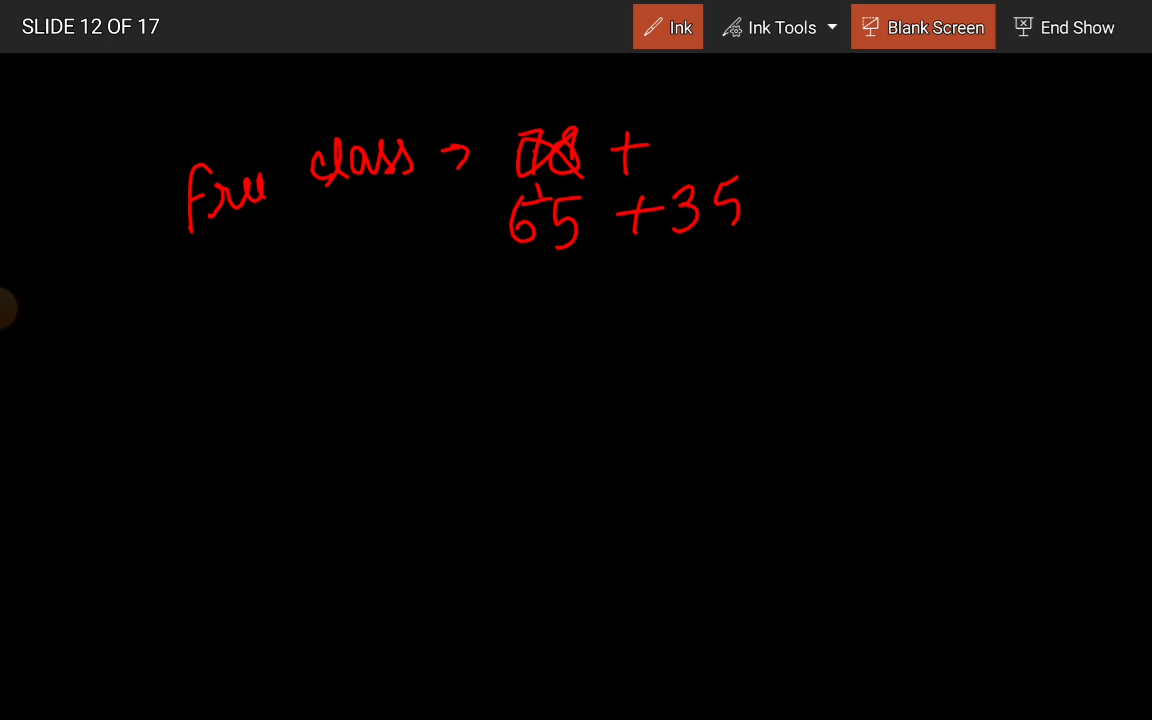 SLIDE 12 OF 17 Ink Ink Tools Blank Screen End Show
Free class → +
65 + 35